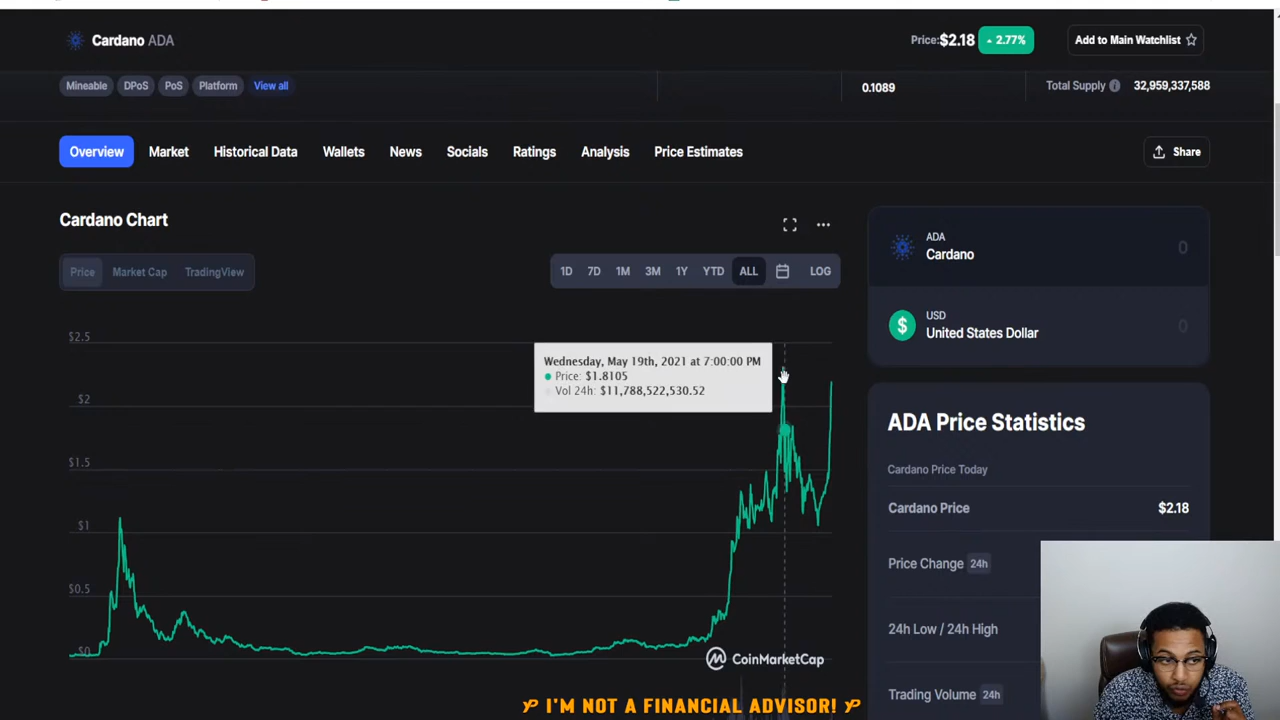 Cardano ADA
Price:$2.18 2.77%
Add to Main Watchlist
Mineable DPoS PoS Platform View all
0.1089
Total Supply 32,959,337,588
Overview Market Historical Data Wallets News Socials Ratings Analysis Price Estimates
Share
Cardano Chart
Price Market Cap TradingView
1D 7D 1M 3M 1Y YTD ALL LOG
ADA
Cardano
0
USD
United States Dollar
0
$2.5
$2
$1.5
$1
$0.5
$0
Wednesday, May 19th, 2021 at 7:00:00 PM
Price: $1.8105
Vol 24h: $11,788,522,530.52
CoinMarketCap
ADA Price Statistics
Cardano Price Today
Cardano Price $2.18
Price Change 24h
24h Low / 24h High
Trading Volume 24h
I'M NOT A FINANCIAL ADVISOR!